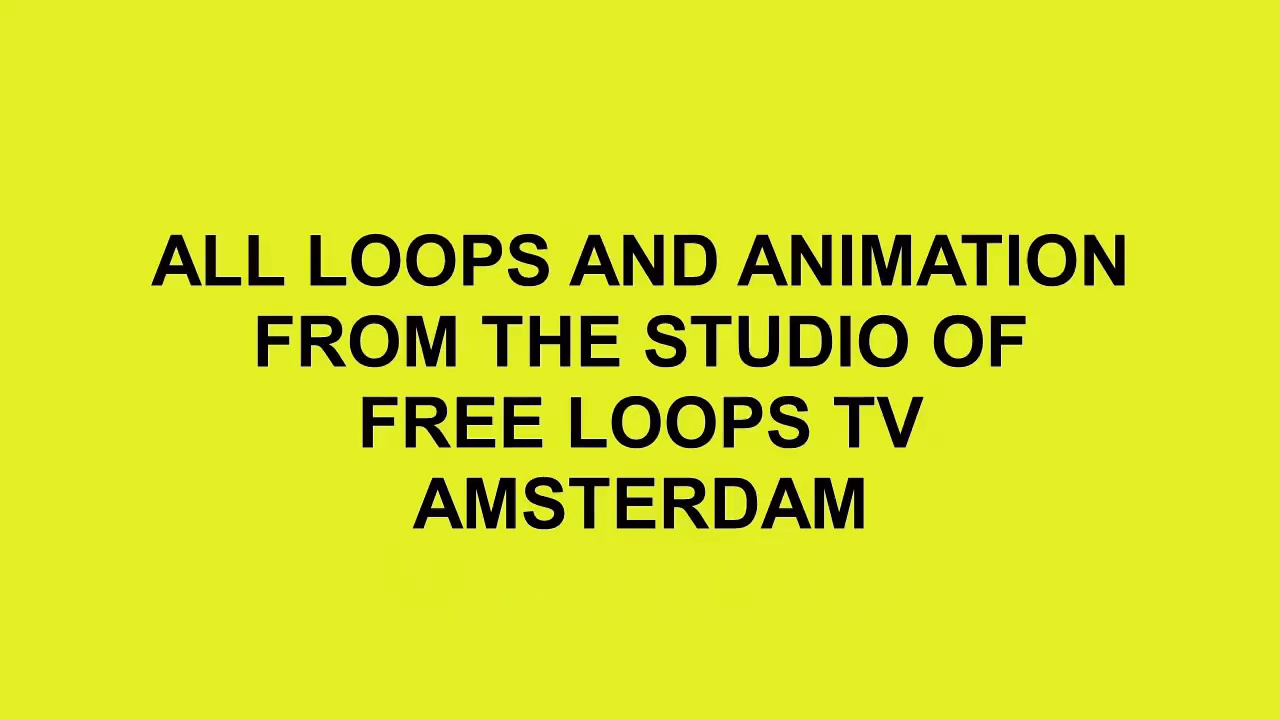 ALL LOOPS AND ANIMATION
FROM THE STUDIO OF
FREE LOOPS TV
AMSTERDAM